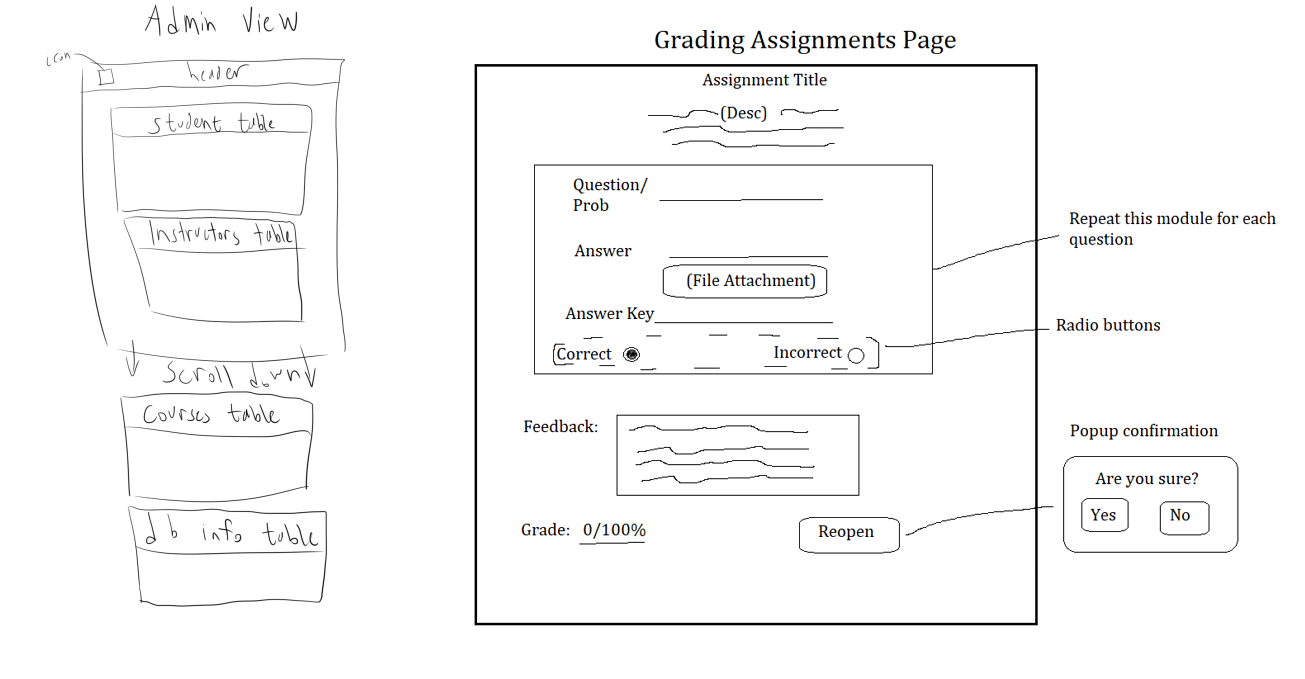 Admin View
icon
header
Student table
Instructors table
Scroll down
Courses table
db info table
Grading Assignments Page
Assignment Title
(Desc)
Question/
Prob
Answer
(File Attachment)
Answer Key
Correct
Incorrect
Feedback:
Grade: 0/100%
Reopen
Repeat this module for each
question
Radio buttons
Popup confirmation
Are you sure?
Yes No